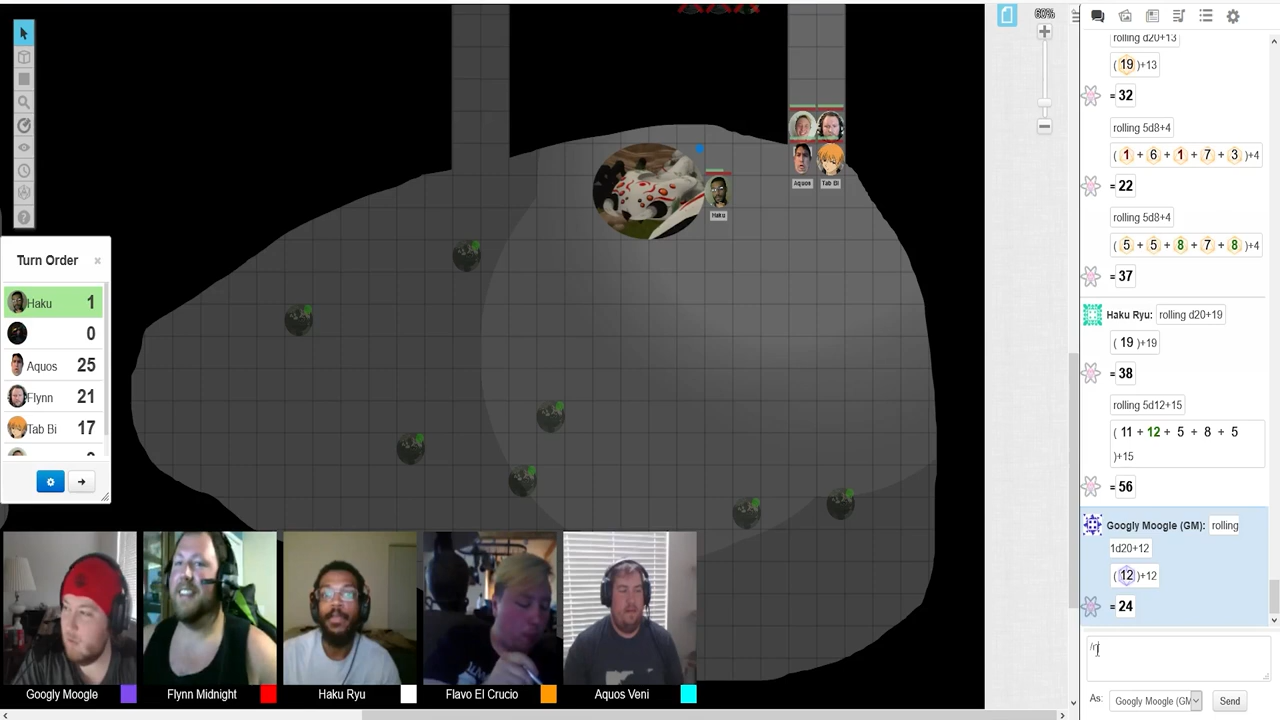 60%
rolling d20+13
(19)+13
= 32
rolling 5d8+4
(1+6+1+7+3)+4
= 22
rolling 5d8+4
(5+5+8+7+8)+4
= 37
Haku Ryu: rolling d20+19
(19)+19
= 38
rolling 5d12+15
(11+12+5+8+5
)+15
= 56
Googly Moogle (GM): rolling
1d20+12
(12)+12
= 24
/r
As: Googly Moogle (GM Send
Turn Order ×
Haku 1
0
Aquos 25
Flynn 21
Tab Bi 17
Haku
Aquos
Tab Bi
Googly Moogle
Flynn Midnight
Haku Ryu
Flavo El Crucio
Aquos Veni